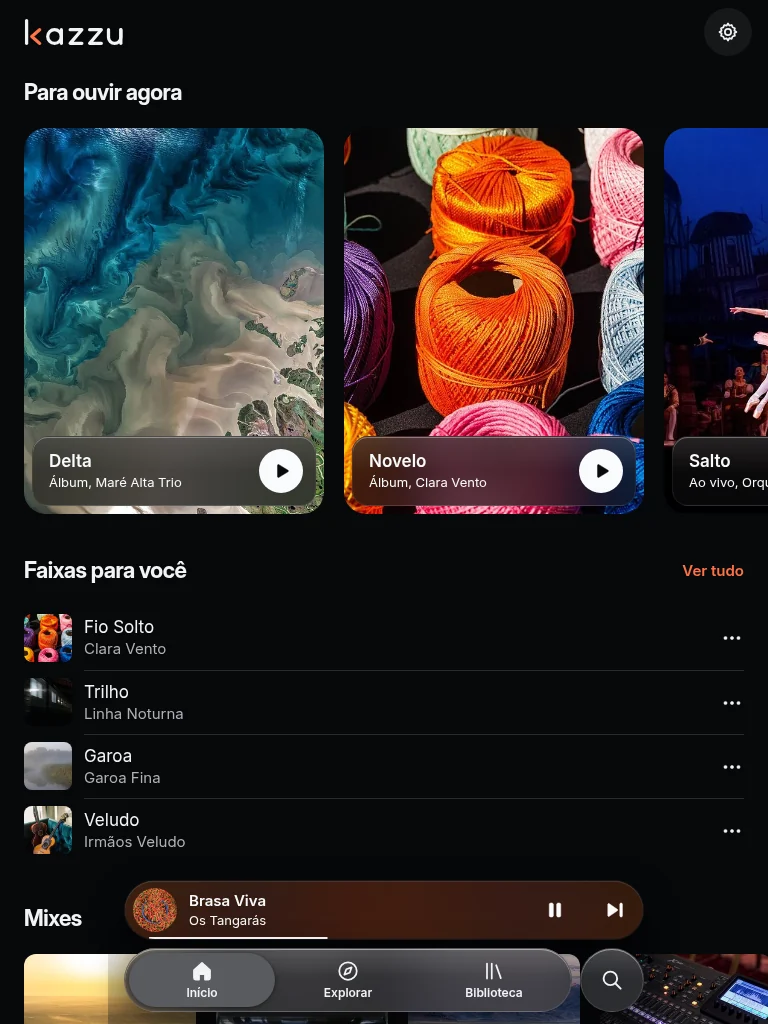 kazzu
Para ouvir agora
Delta
Álbum, Maré Alta Trio
Novelo
Álbum, Clara Vento
Salto
Ao vivo,
Faixas para você
Ver tudo
Fio Solto
Clara Vento
Trilho
Linha Noturna
Garoa
Garoa Fina
Veludo
Irmãos Veludo
Brasa Viva
Os Tangarás
Mixes
Início
Explorar
Biblioteca